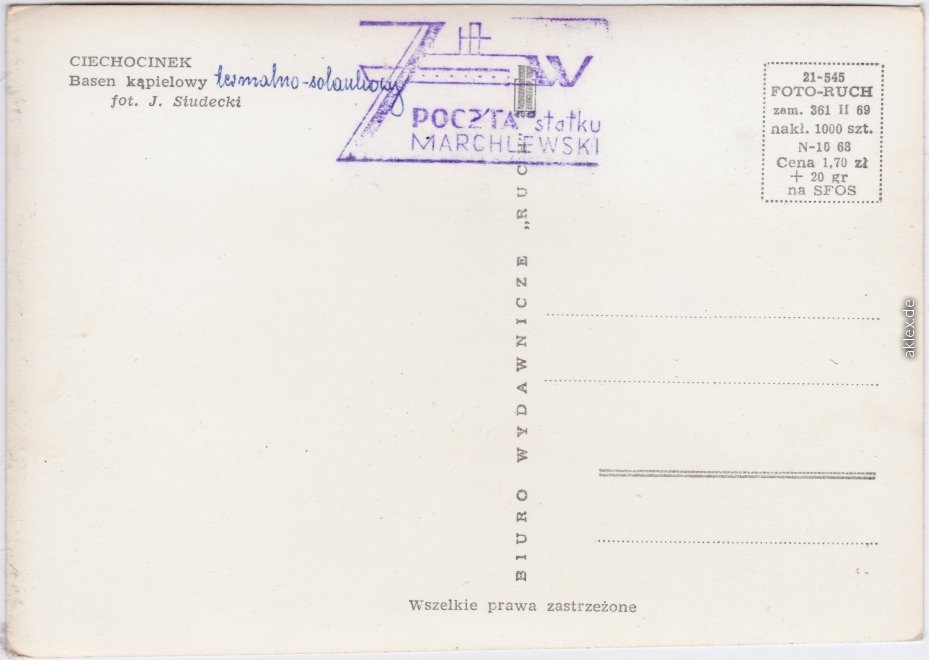 CIECHOCINEK
Basen kąpielowy termalno-solankowy
fot. J. Siudecki
POCZTA statku
MARCHLEWSKI
21-545
FOTO-RUCH
zam. 361 II 69
nakł. 1000 szt.
N-10 68
Cena 1,70 zł
+ 20 gr
na SFOS
BIURO WYDAWNICZE „RUCH"
aklex.de
Wszelkie prawa zastrzeżone